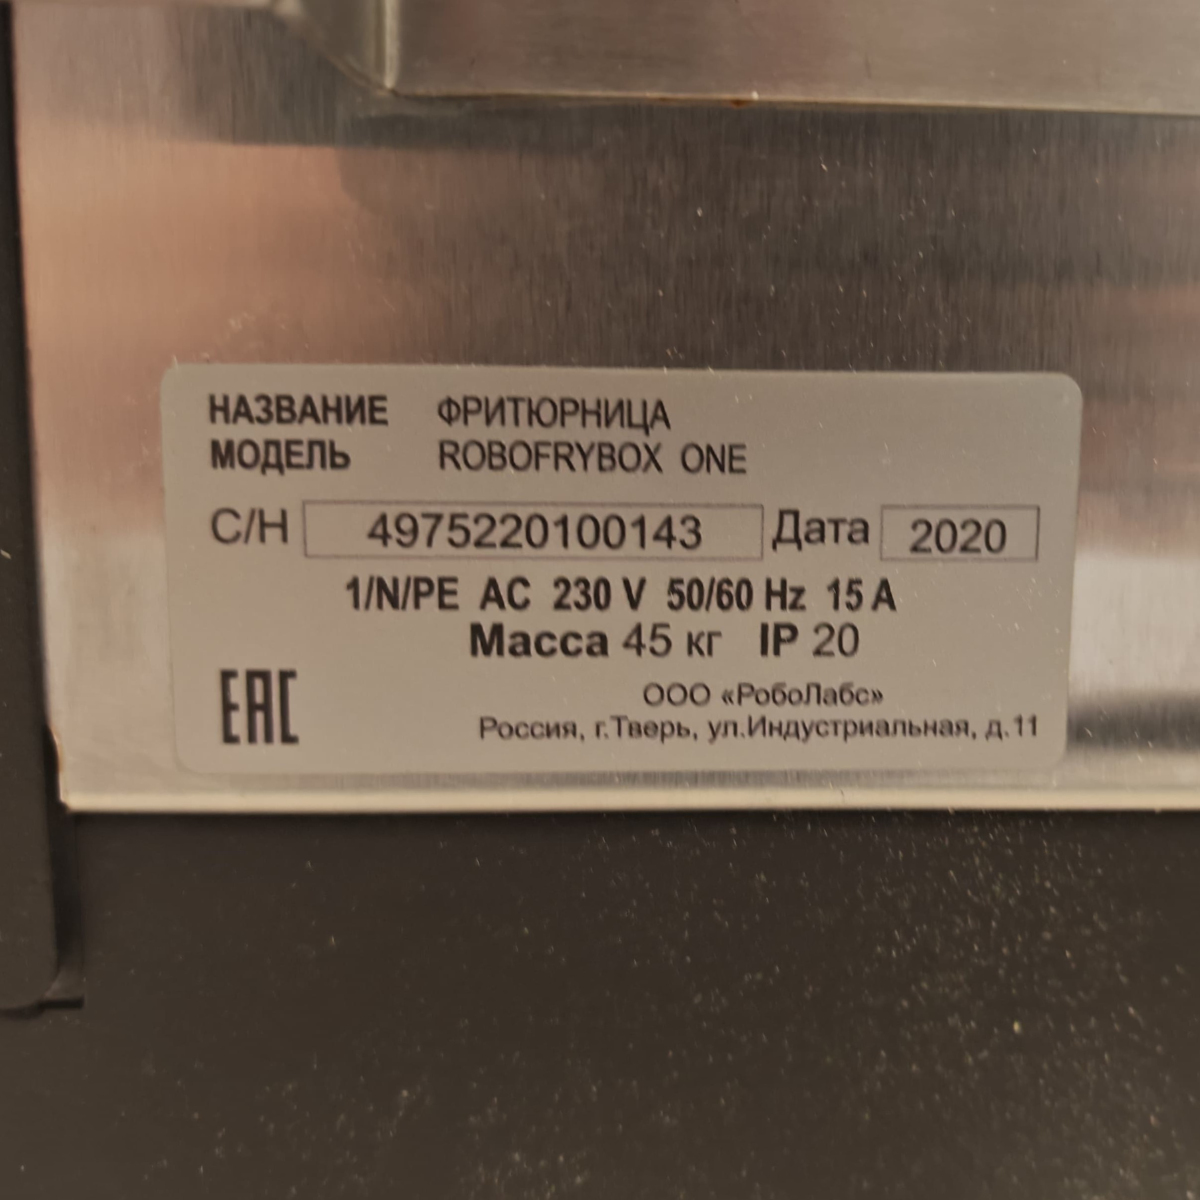 НАЗВАНИЕ ФРИТЮРНИЦА
МОДЕЛЬ ROBOFRYBOX ONE
С/Н 4975220100143 Дата 2020
1/N/PE AC 230 V 50/60 Hz 15 A
Масса 45 кг IP 20
EAC
ООО «РобоЛабс»
Россия, г.Тверь, ул.Индустриальная, д.11